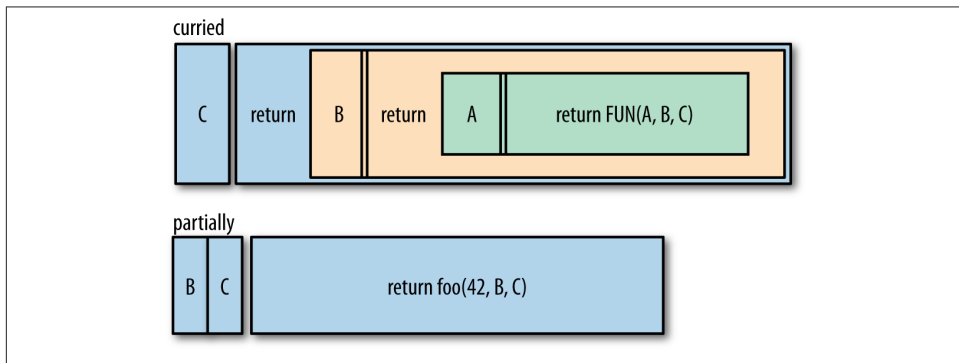 curried
C return B return A return FUN(A, B, C)
partially
B C return foo(42, B, C)